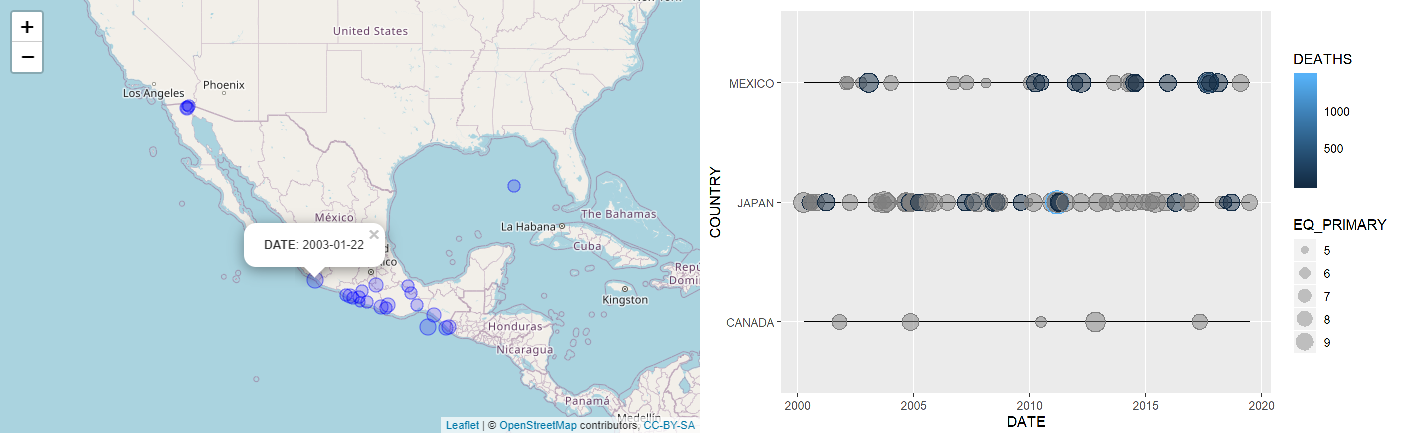 +
−
New York
United States
Phoenix
Los Angeles
México
The Bahamas
La Habana
Cuba
DATE: 2003-01-22
×
Kingston
Honduras
Nicaragua
Panamá
Medellín
Leaflet | © OpenStreetMap contributors, CC-BY-SA
COUNTRY
MEXICO
JAPAN
CANADA
2000 2005 2010 2015 2020
DATE
DEATHS
1000
500
EQ_PRIMARY
5
6
7
8
9